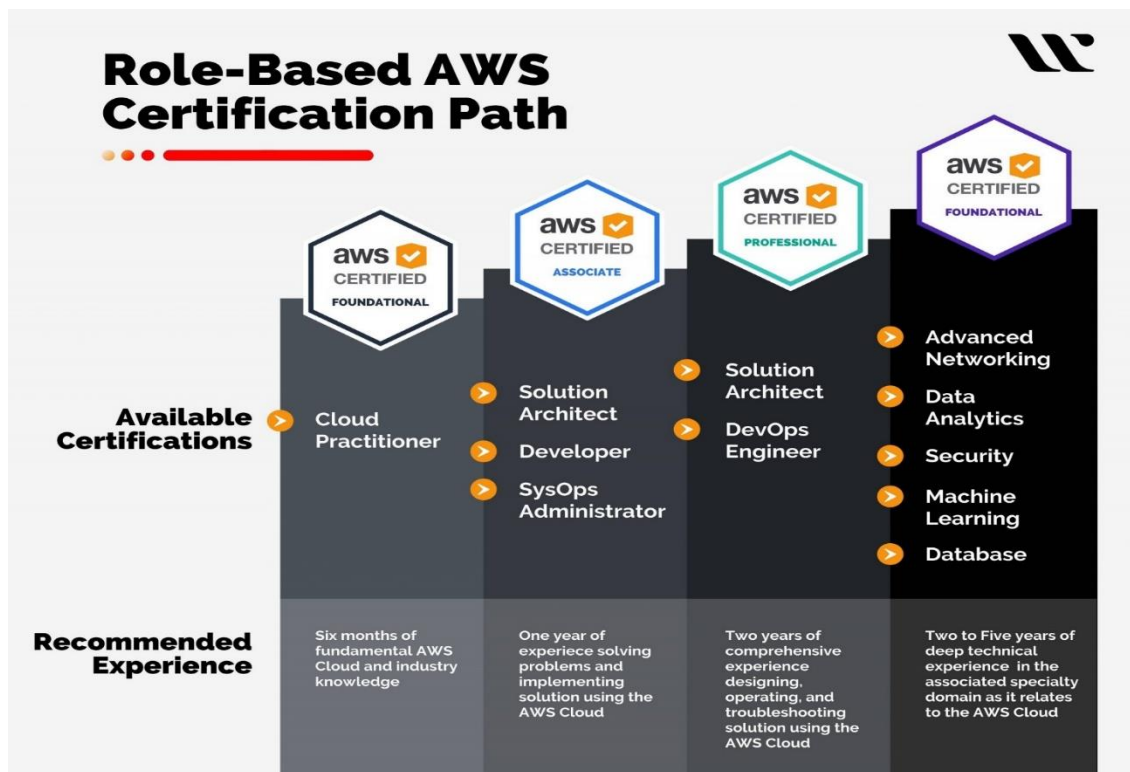 Role-Based AWS
Certification Path
aws
CERTIFIED
FOUNDATIONAL
aws
CERTIFIED
ASSOCIATE
aws
CERTIFIED
PROFESSIONAL
aws
CERTIFIED
FOUNDATIONAL
Available
Certifications
Cloud
Practitioner
Solution
Architect
Developer
SysOps
Administrator
Solution
Architect
DevOps
Engineer
Advanced
Networking
Data
Analytics
Security
Machine
Learning
Database
Recommended
Experience
Six months of
fundamental AWS
Cloud and industry
knowledge
One year of
experiece solving
problems and
implementing
solution using the
AWS Cloud
Two years of
comprehensive
experience
designing,
operating, and
troubleshooting
solution using the
AWS Cloud
Two to Five years of
deep technical
experience in the
associated specialty
domain as it relates
to the AWS Cloud